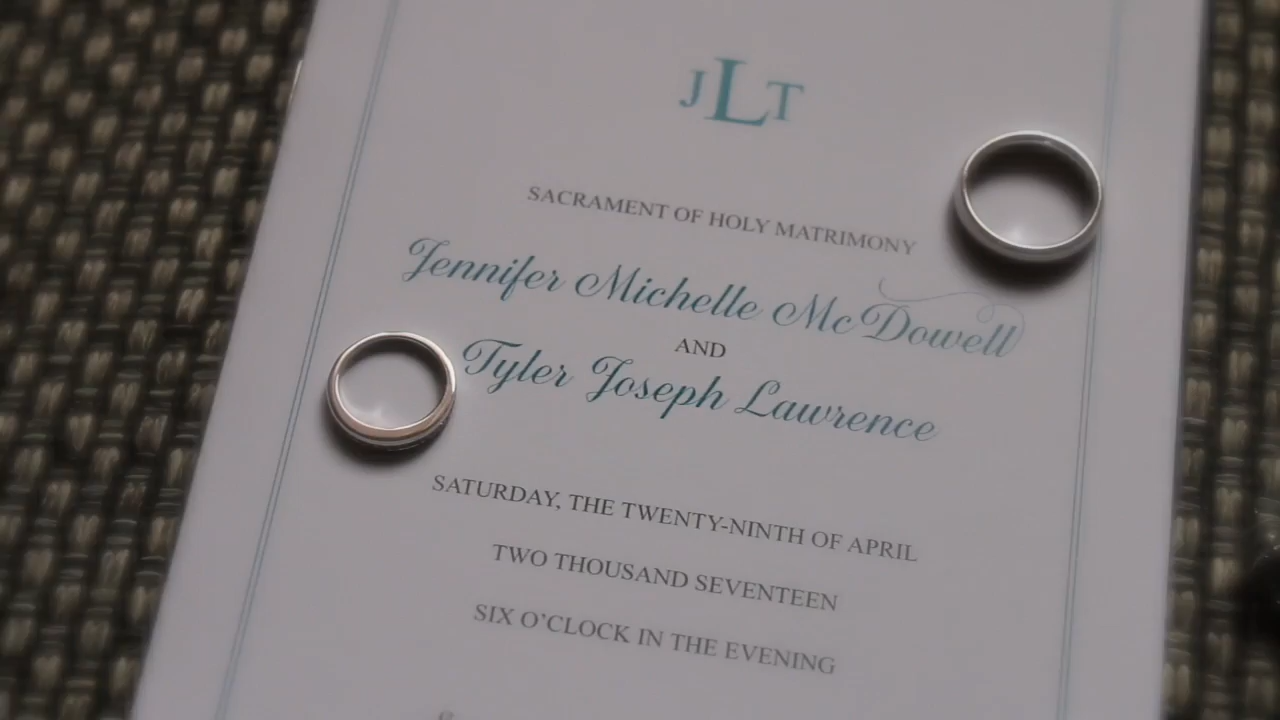 JLT
SACRAMENT OF HOLY MATRIMONY
Jennifer Michelle McDowell
AND
Tyler Joseph Lawrence
SATURDAY, THE TWENTY-NINTH OF APRIL
TWO THOUSAND SEVENTEEN
SIX O'CLOCK IN THE EVENING